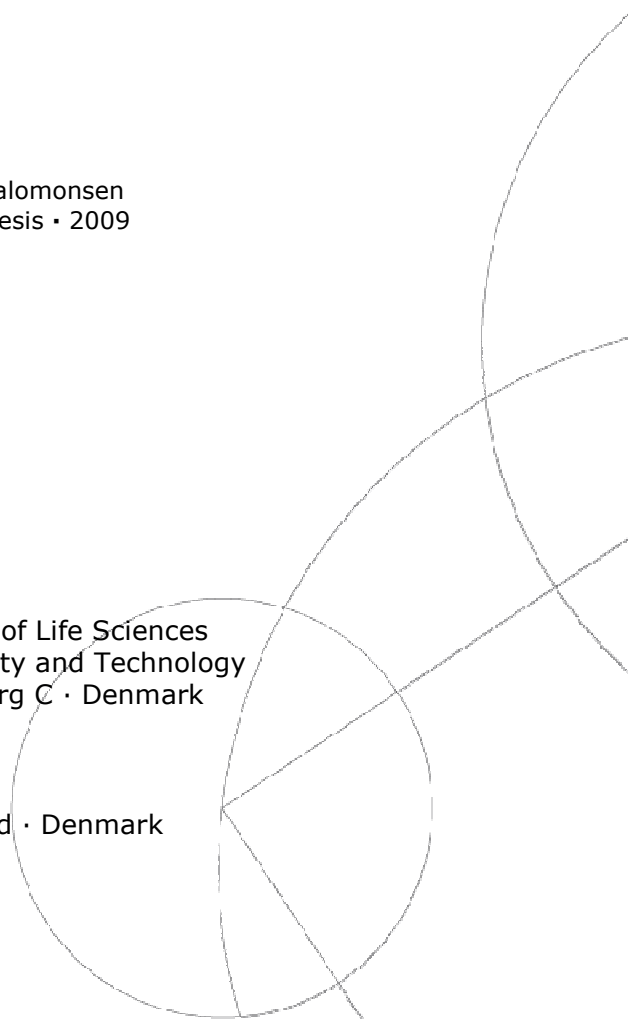 alomonsen
esis · 2009
of Life Sciences
ty and Technology
rg C · Denmark
d · Denmark